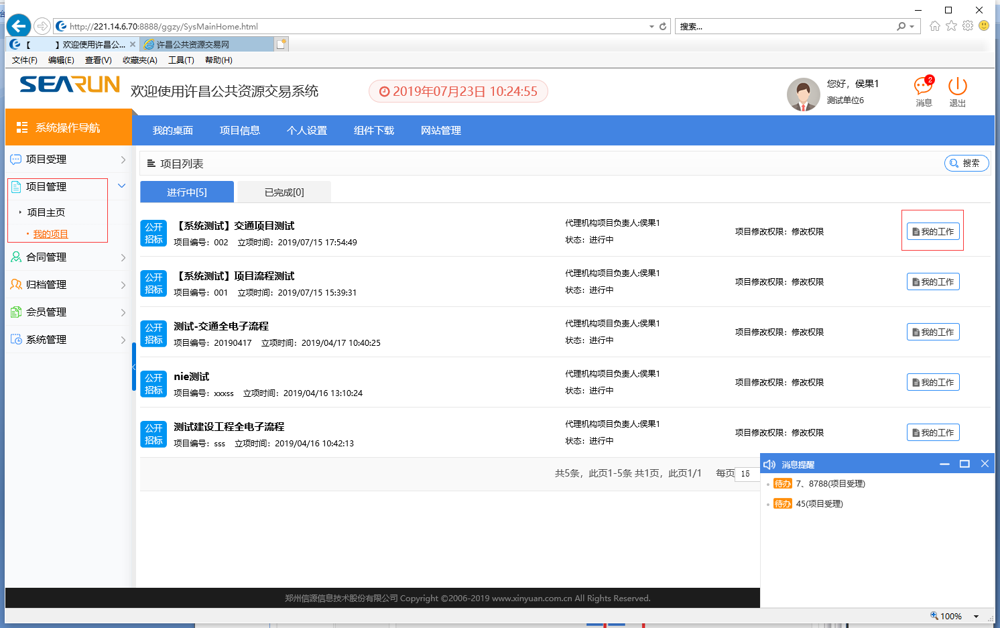 http://221.14.6.70:8888/ggzy/SysMainHome.html
搜索...
【 】欢迎使用许昌公...
许昌公共资源交易网
文件(F) 编辑(E) 查看(V) 收藏夹(A) 工具(T) 帮助(H)
SEARUN
欢迎使用许昌公共资源交易系统
2019年07月23日 10:24:55
您好，侯果1
测试单位6
2
消息
退出
系统操作导航
我的桌面 项目信息 个人设置 组件下载 网站管理
项目受理
项目管理
项目主页
我的项目
合同管理
归档管理
会员管理
系统管理
项目列表
搜索
进行中[5]
已完成[0]
公开招标
【系统测试】交通项目测试
项目编号：002 立项时间：2019/07/15 17:54:49
代理机构项目负责人:侯果1
状态：进行中
项目修改权限：修改权限
我的工作
公开招标
【系统测试】项目流程测试
项目编号：001 立项时间：2019/07/15 15:39:31
代理机构项目负责人:侯果1
状态：进行中
项目修改权限：修改权限
我的工作
公开招标
测试-交通全电子流程
项目编号：20190417 立项时间：2019/04/17 10:40:25
代理机构项目负责人:侯果1
状态：进行中
项目修改权限：修改权限
我的工作
公开招标
nie测试
项目编号：xxxss 立项时间：2019/04/16 13:10:24
代理机构项目负责人:侯果1
状态：进行中
项目修改权限：修改权限
我的工作
公开招标
测试建设工程全电子流程
项目编号：sss 立项时间：2019/04/16 10:42:13
代理机构项目负责人:侯果1
状态：进行中
项目修改权限：修改权限
我的工作
共5条，此页1-5条 共1页，此页1/1 每页 15
消息提醒
待办 7、8788(项目受理)
待办 45(项目受理)
郑州信源信息技术股份有限公司 Copyright ©2006-2019 www.xinyuan.com.cn All Rights Reserved.
100%